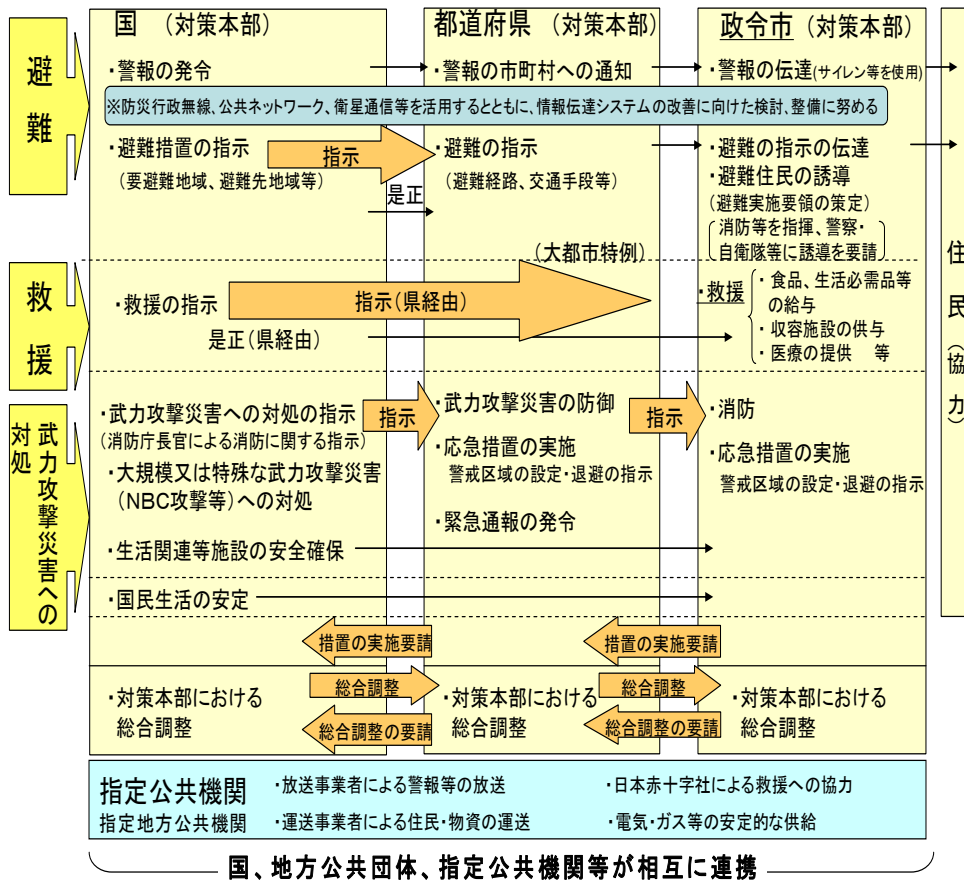 国 (対策本部)
都道府県 (対策本部)
政令市 (対策本部)
避難
・警報の発令
・警報の市町村への通知
・警報の伝達(サイレン等を使用)
※防災行政無線、公共ネットワーク、衛星通信等を活用するとともに、情報伝達システムの改善に向けた検討、整備に努める
・避難措置の指示
(要避難地域、避難先地域等)
指示
是正
・避難の指示
(避難経路、交通手段等)
・避難の指示の伝達
・避難住民の誘導
(避難実施要領の策定)
消防等を指揮、警察・
自衛隊等に誘導を要請
住民(協力)
救援
(大都市特例)
・救援の指示
指示(県経由)
是正(県経由)
・救援
・食品、生活必需品等
の給与
・収容施設の供与
・医療の提供 等
武力攻撃災害への
対処
・武力攻撃災害への対処の指示
(消防庁長官による消防に関する指示)
・大規模又は特殊な武力攻撃災害
(NBC攻撃等)への対処
指示
・武力攻撃災害の防御
・応急措置の実施
警戒区域の設定・退避の指示
・緊急通報の発令
指示
・消防
・応急措置の実施
警戒区域の設定・退避の指示
・生活関連等施設の安全確保
・国民生活の安定
措置の実施要請
措置の実施要請
・対策本部における
総合調整
総合調整
総合調整の要請
・対策本部における
総合調整
総合調整
総合調整の要請
・対策本部における
総合調整
指定公共機関
指定地方公共機関
・放送事業者による警報等の放送
・日本赤十字社による救援への協力
・運送事業者による住民・物資の運送
・電気・ガス等の安定的な供給
国、地方公共団体、指定公共機関等が相互に連携